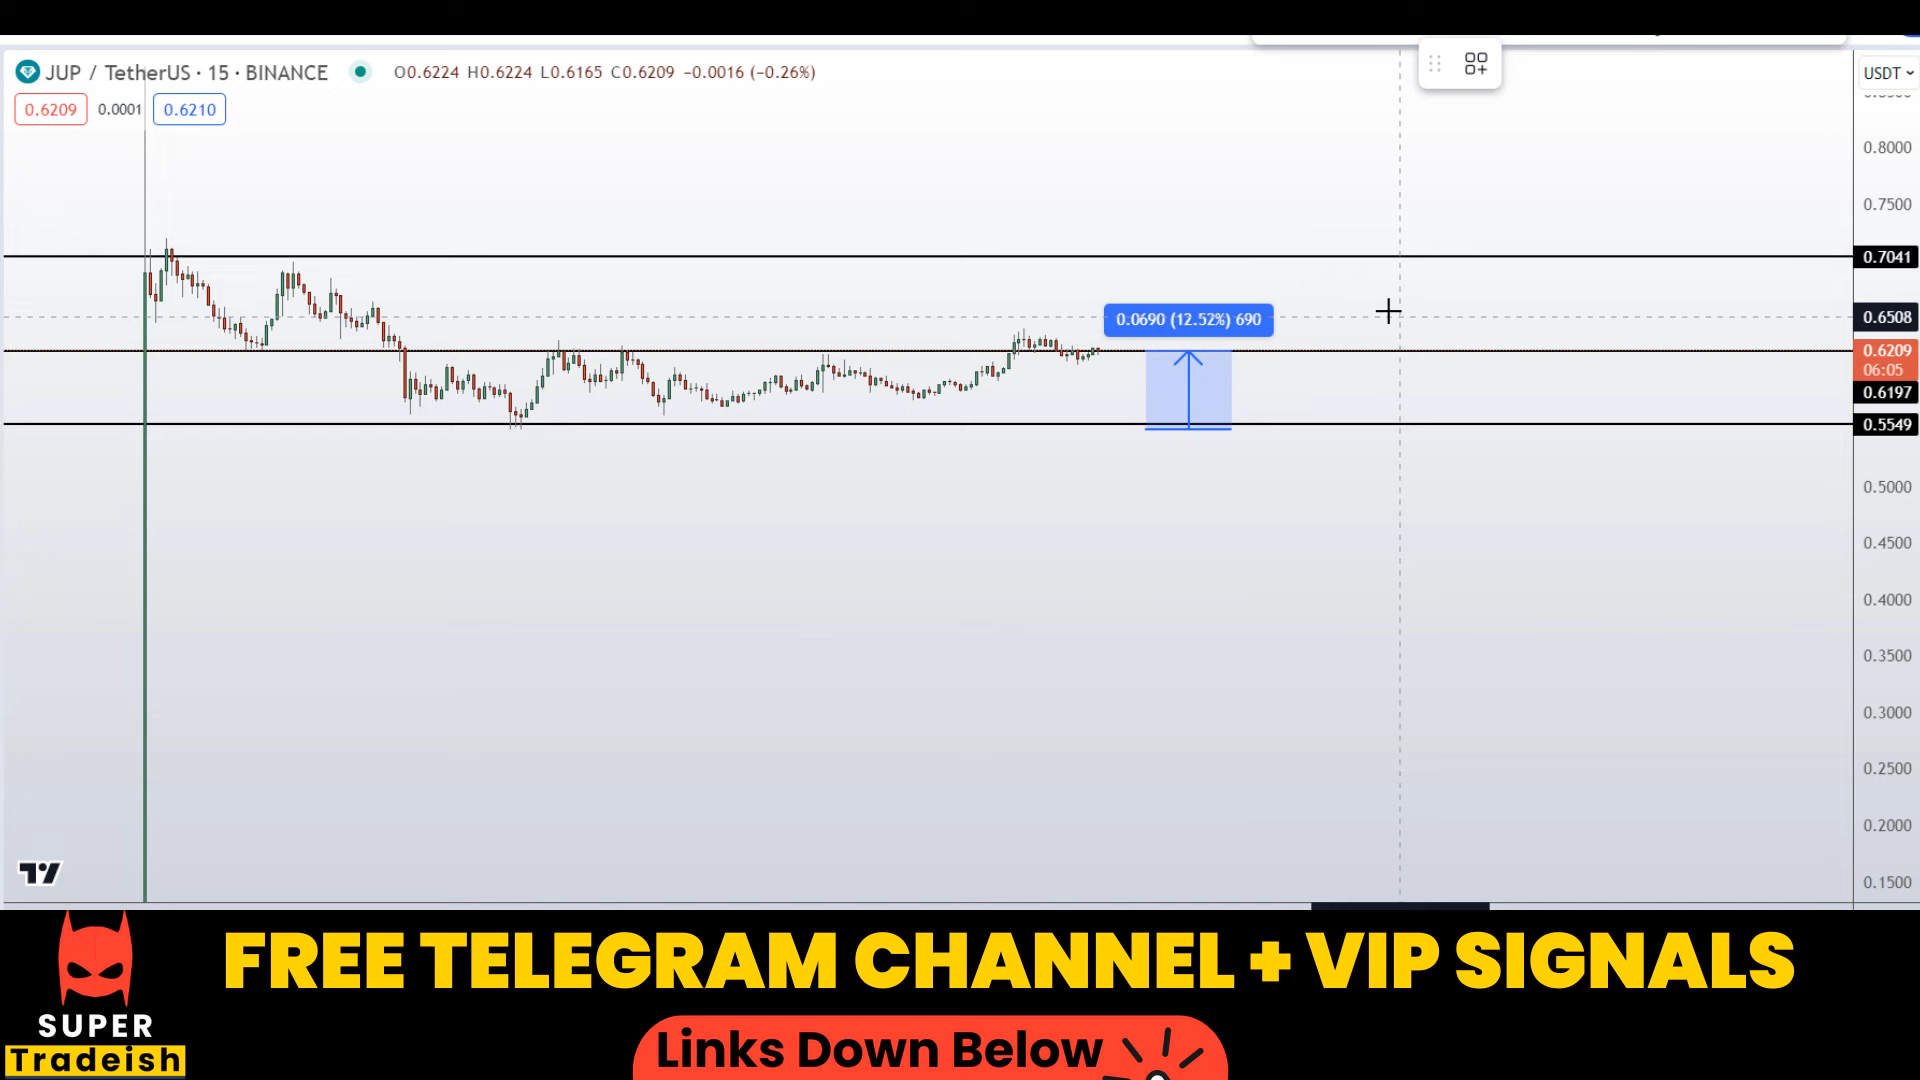 JUP / TetherUS · 15 · BINANCE
O0.6224 H0.6224 L0.6165 C0.6209 −0.0016 (−0.26%)
0.6209 0.0001 0.6210
USDT
0.8000
0.7500
0.7041
0.6508
0.0690 (12.52%) 690
0.6209
06:05
0.6197
0.5549
0.5000
0.4500
0.4000
0.3500
0.3000
0.2500
0.2000
0.1500
FREE TELEGRAM CHANNEL + VIP SIGNALS
SUPER
Tradeish
Links Down Below